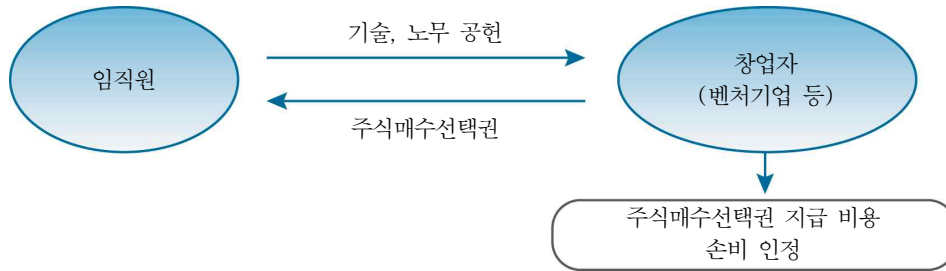 기술, 노무 공헌
임직원
창업자
(벤처기업 등)
주식매수선택권
주식매수선택권 지급 비용
손비 인정